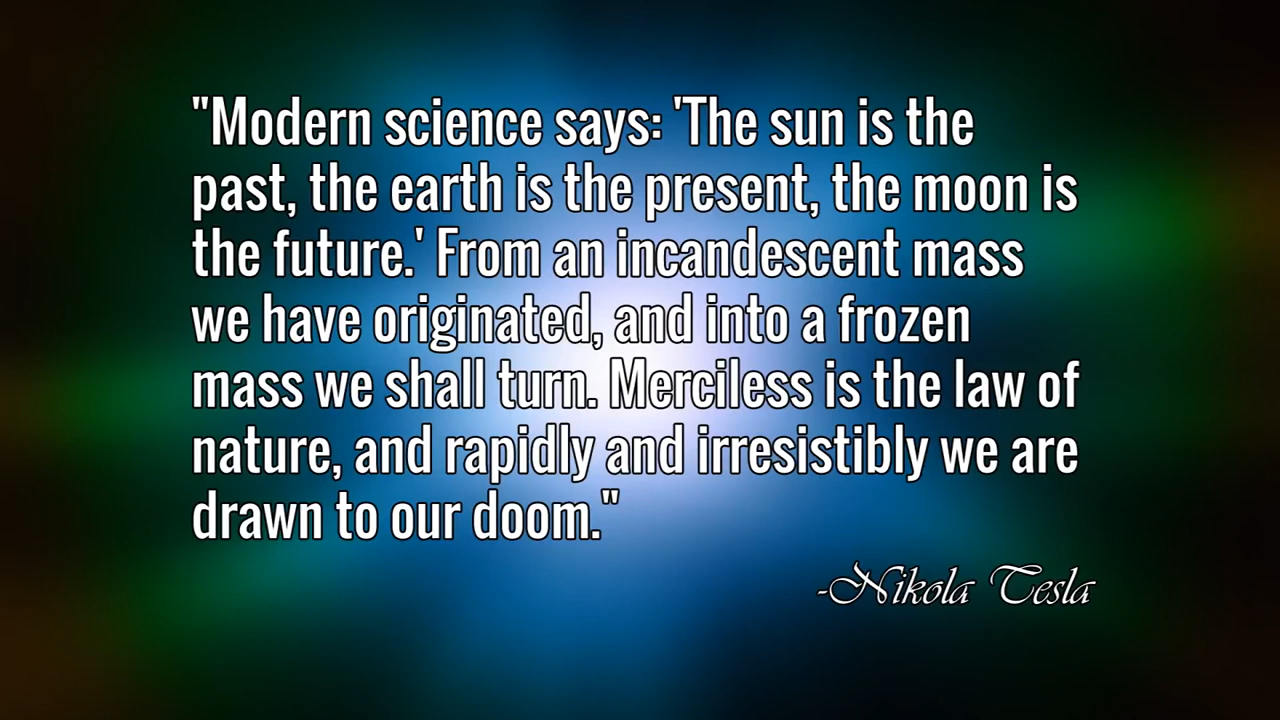 "Modern science says: 'The sun is the
past, the earth is the present, the moon is
the future.' From an incandescent mass
we have originated, and into a frozen
mass we shall turn. Merciless is the law of
nature, and rapidly and irresistibly we are
drawn to our doom."
-Nikola Tesla